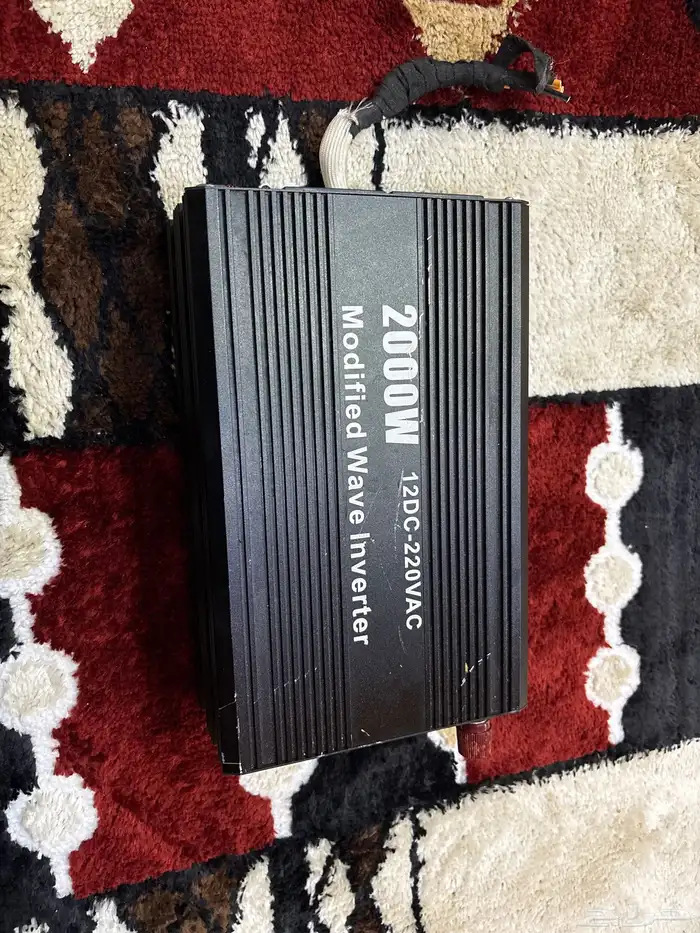 2000W 12DC-220VAC
Modified Wave Inverter